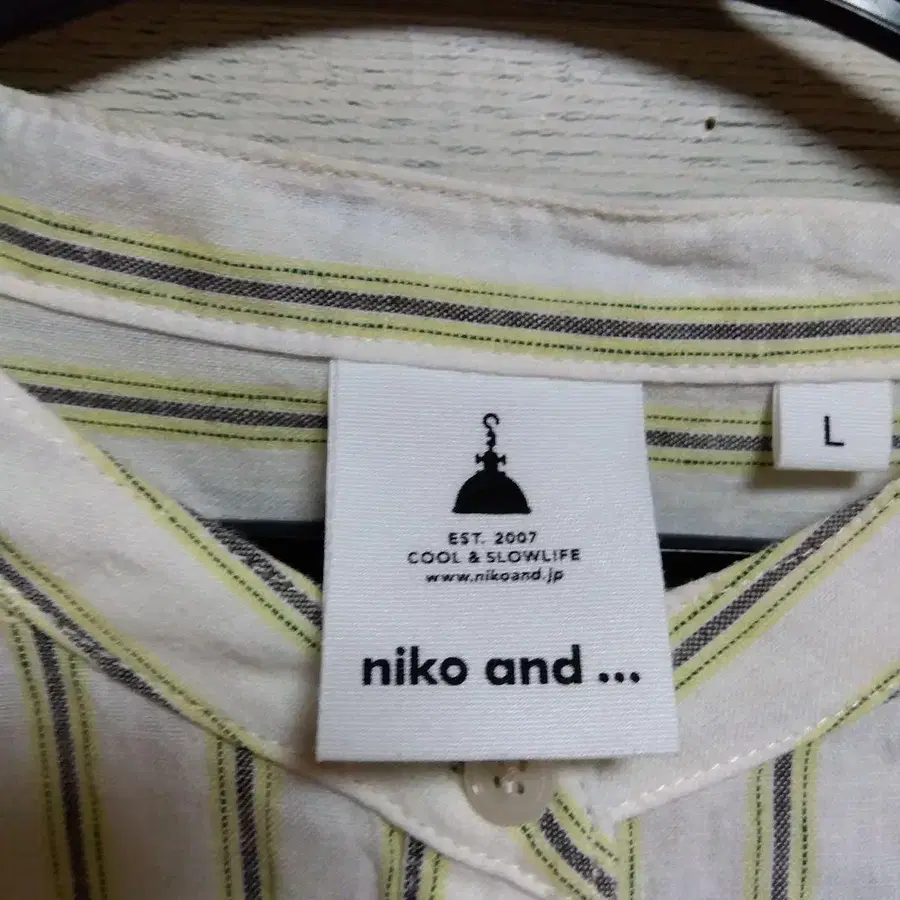 EST. 2007
COOL & SLOWLIFE
www.nikoand.jp
niko and ...
L